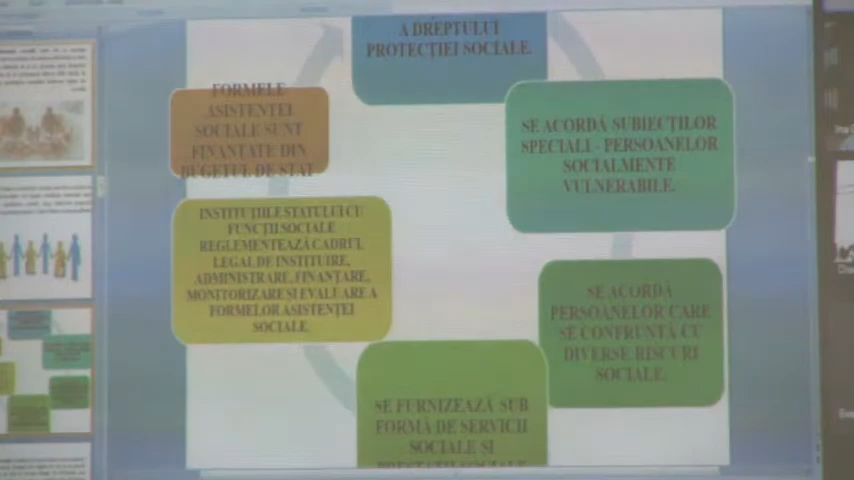 A DREPTULUI
PROTECȚIEI SOCIALE.
SE ACORDĂ SUBIECȚILOR
SPECIALI - PERSOANELOR
SOCIALMENTE
VULNERABILE.
SE ACORDĂ
PERSOANELOR CARE
SE CONFRUNTĂ CU
DIVERSE RISCURI
SOCIALE.
SE FURNIZEAZĂ SUB
FORMĂ DE SERVICII
SOCIALE ȘI
PRESTAȚII SOCIALE
INSTITUȚIILE STATULUI CU
FUNCȚII SOCIALE
REGLEMENTEAZĂ CADRUL
LEGAL DE INSTITUIRE,
ADMINISTRARE, FINANȚARE,
MONITORIZARE ȘI EVALUARE A
FORMELOR ASISTENȚEI
SOCIALE.
FORMELE
ASISTENȚEI
SOCIALE SUNT
FINANȚATE DIN
BUGETUL DE STAT